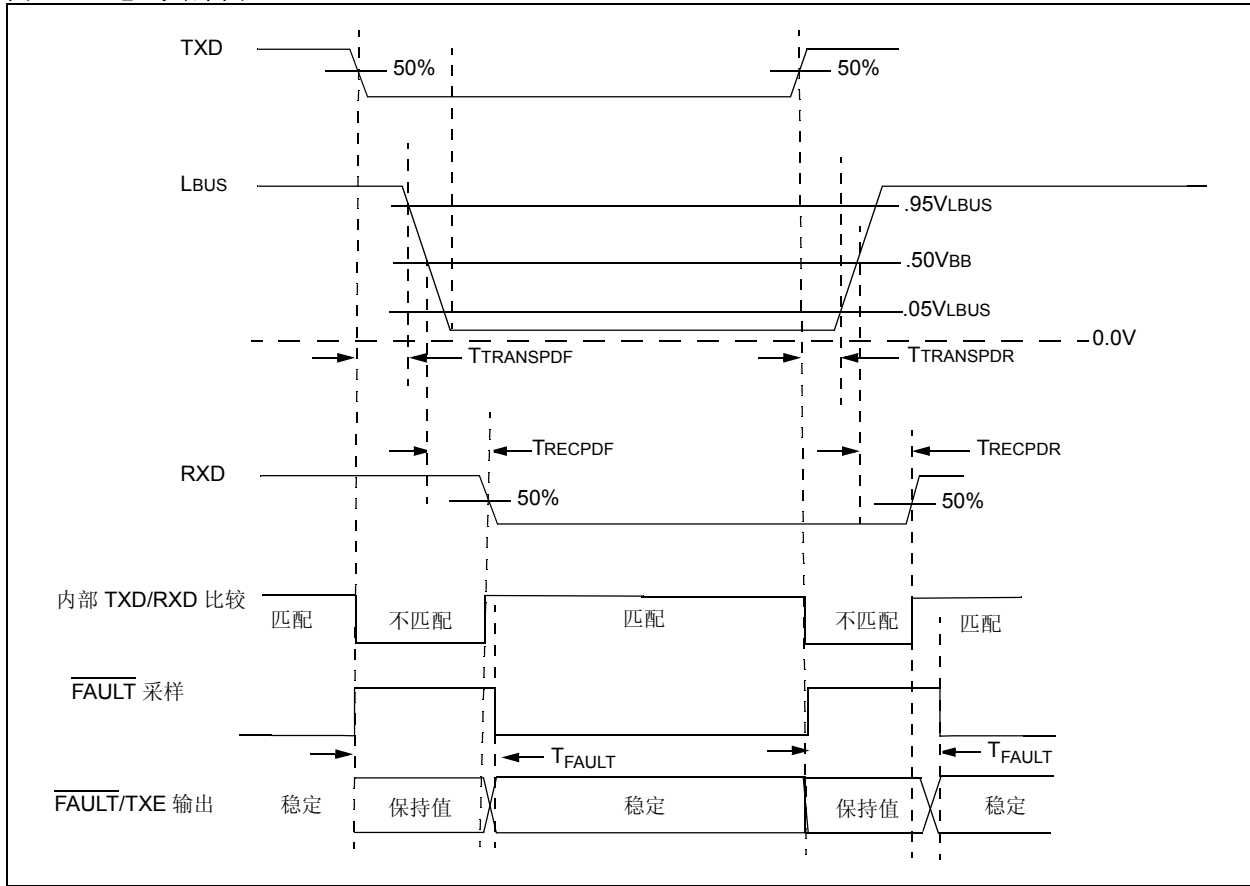 TXD
50%
50%
LBUS
.95VLBUS
.50VBB
.05VLBUS
0.0V
TTRANSPDF
TTRANSPDR
TRECPDF
TRECPDR
RXD
50%
50%
内部 TXD/RXD 比较
匹配
不匹配
匹配
不匹配
匹配
FAULT 采样
TFAULT
TFAULT
FAULT/TXE 输出
稳定
保持值
稳定
保持值
稳定